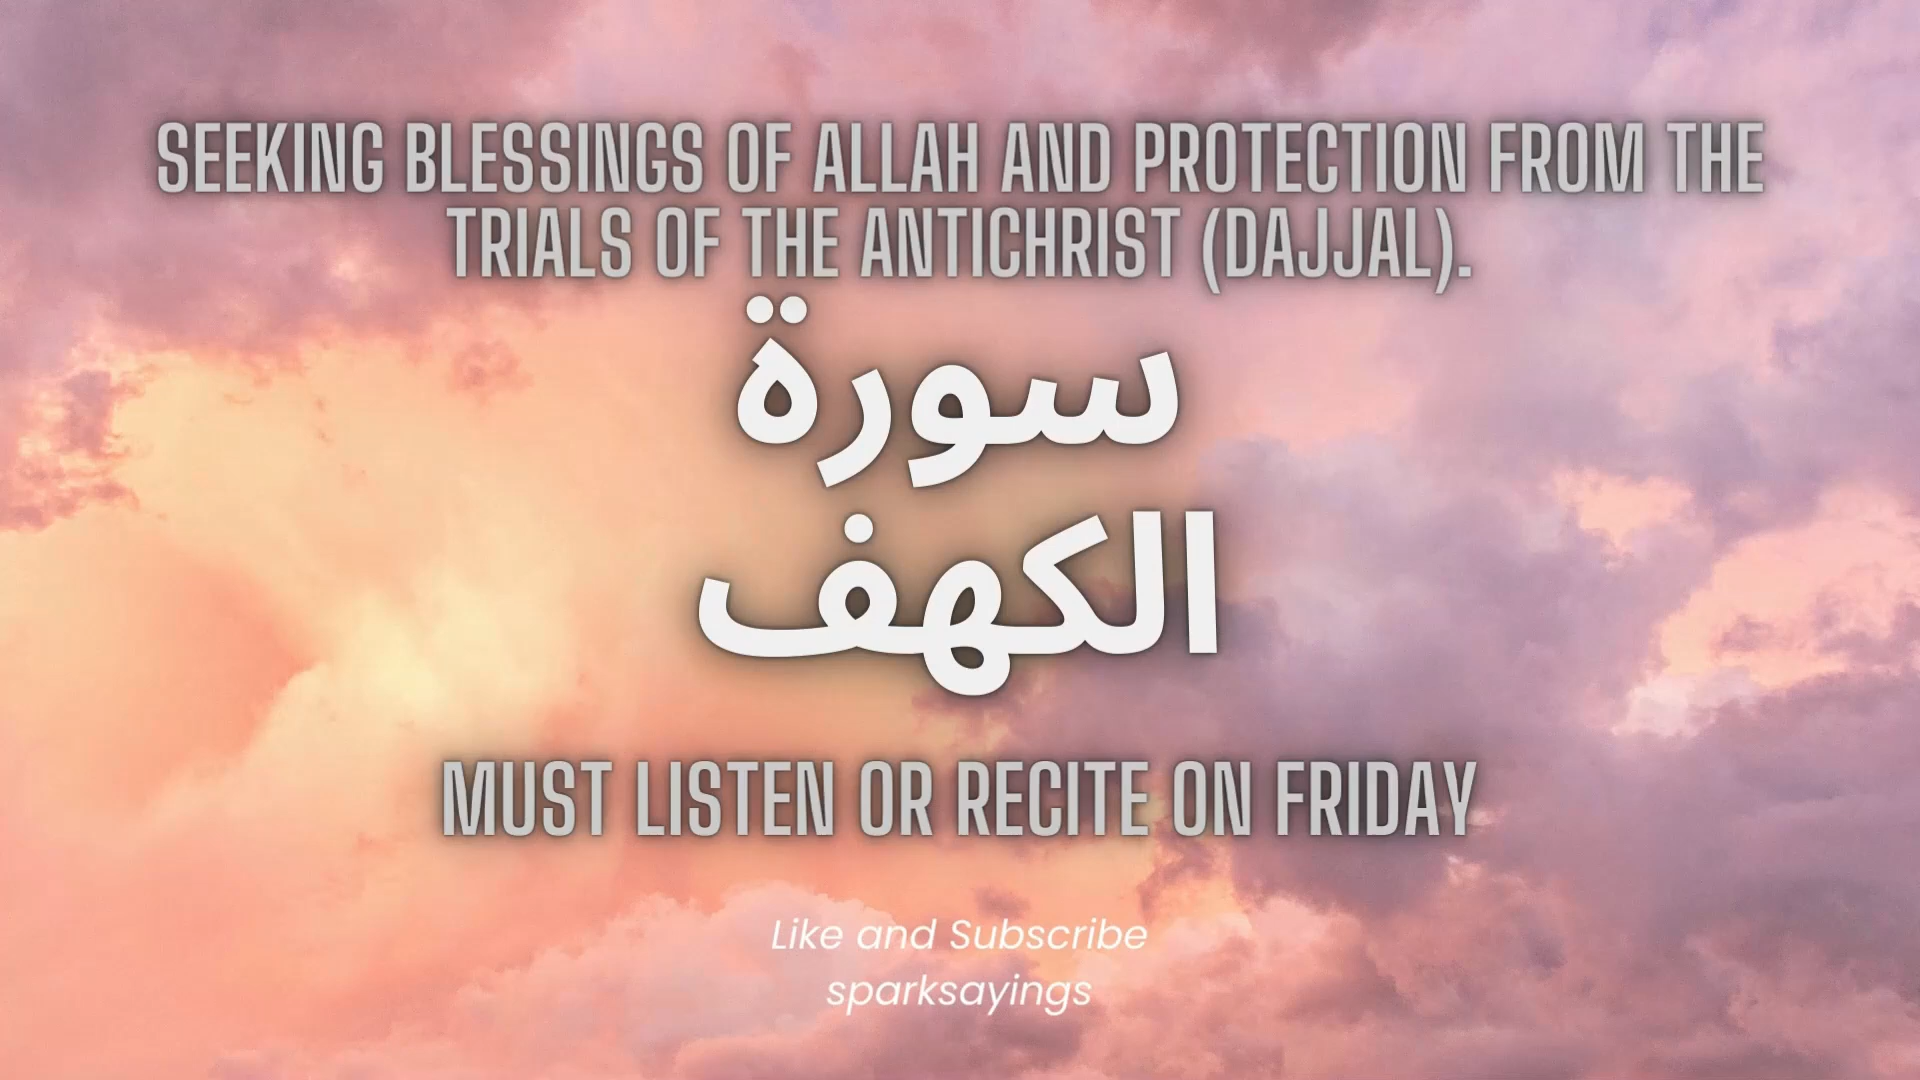 SEEKING BLESSINGS OF ALLAH AND PROTECTION FROM THE
TRIALS OF THE ANTICHRIST (DAJJAL).
سورة
الكهف
MUST LISTEN OR RECITE ON FRIDAY
Like and Subscribe
sparksayings